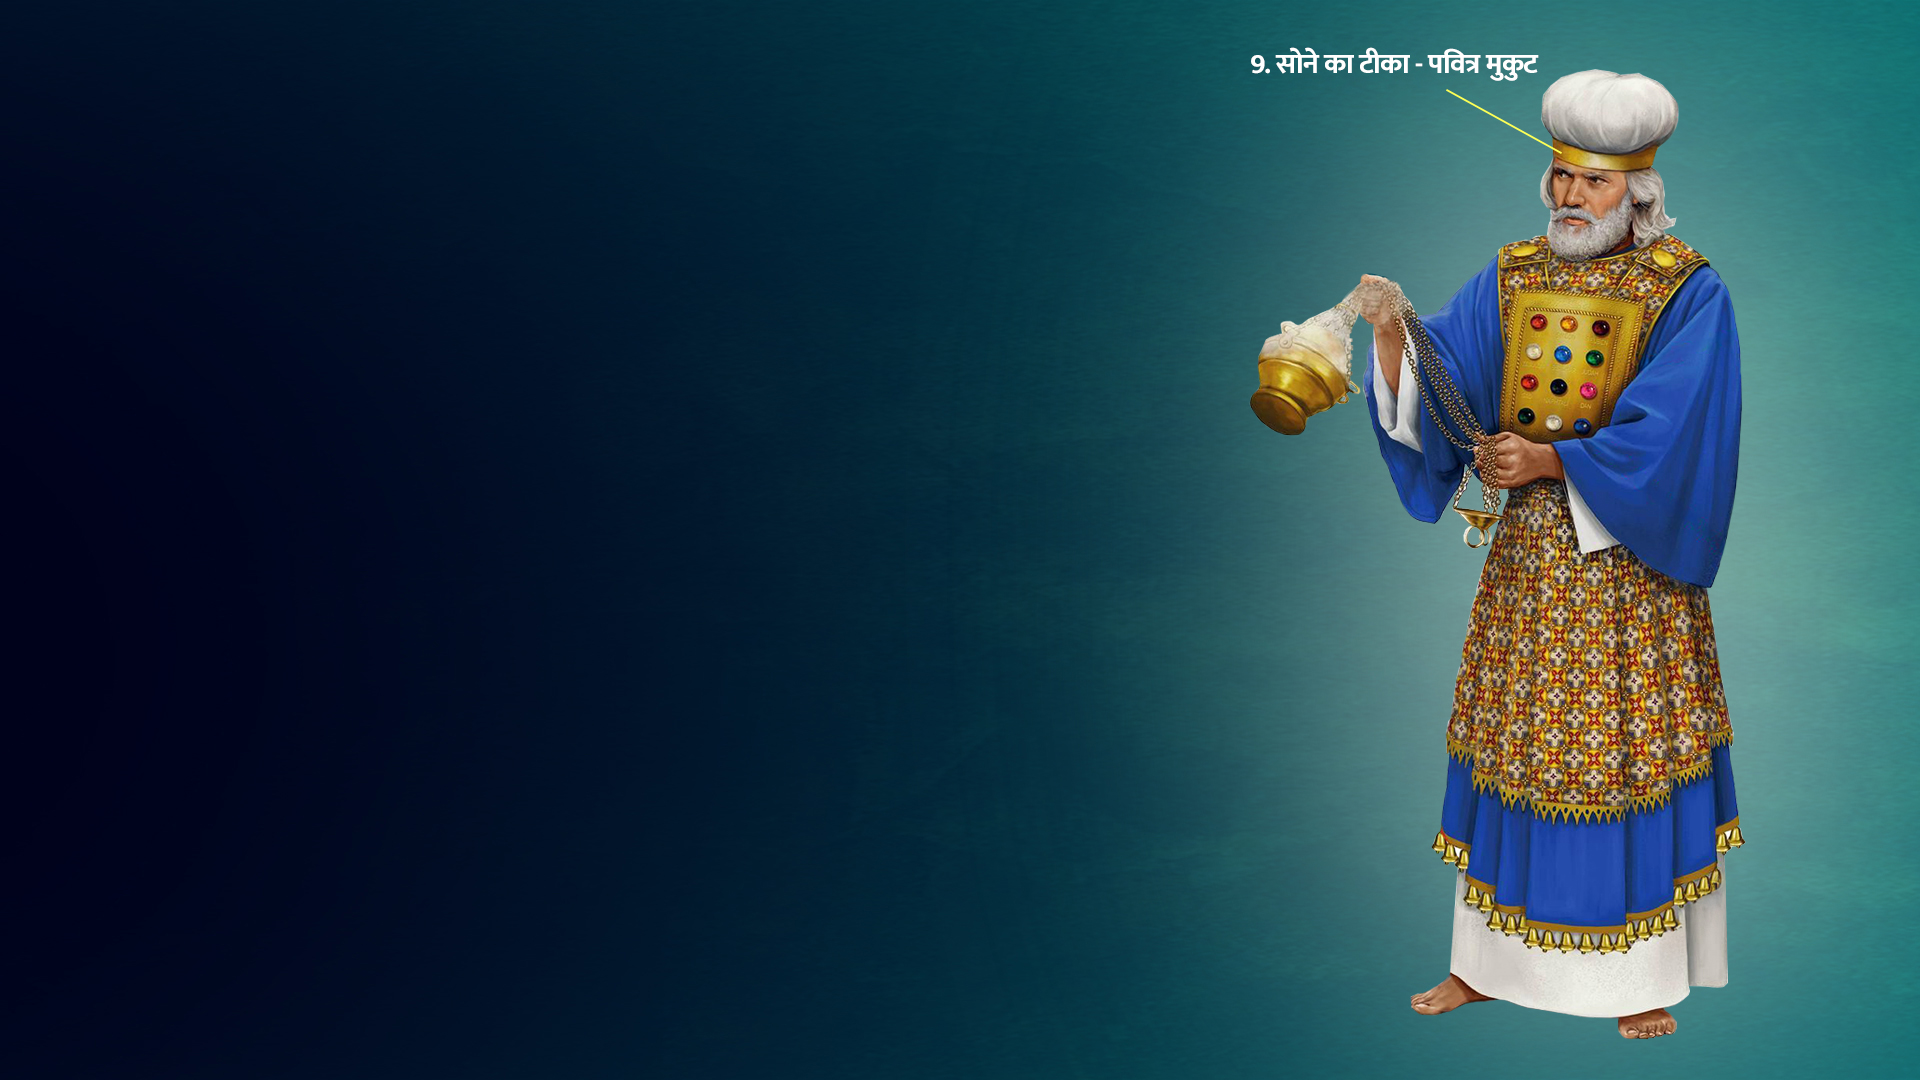 9. सोने का टीका - पवित्र मुकुट